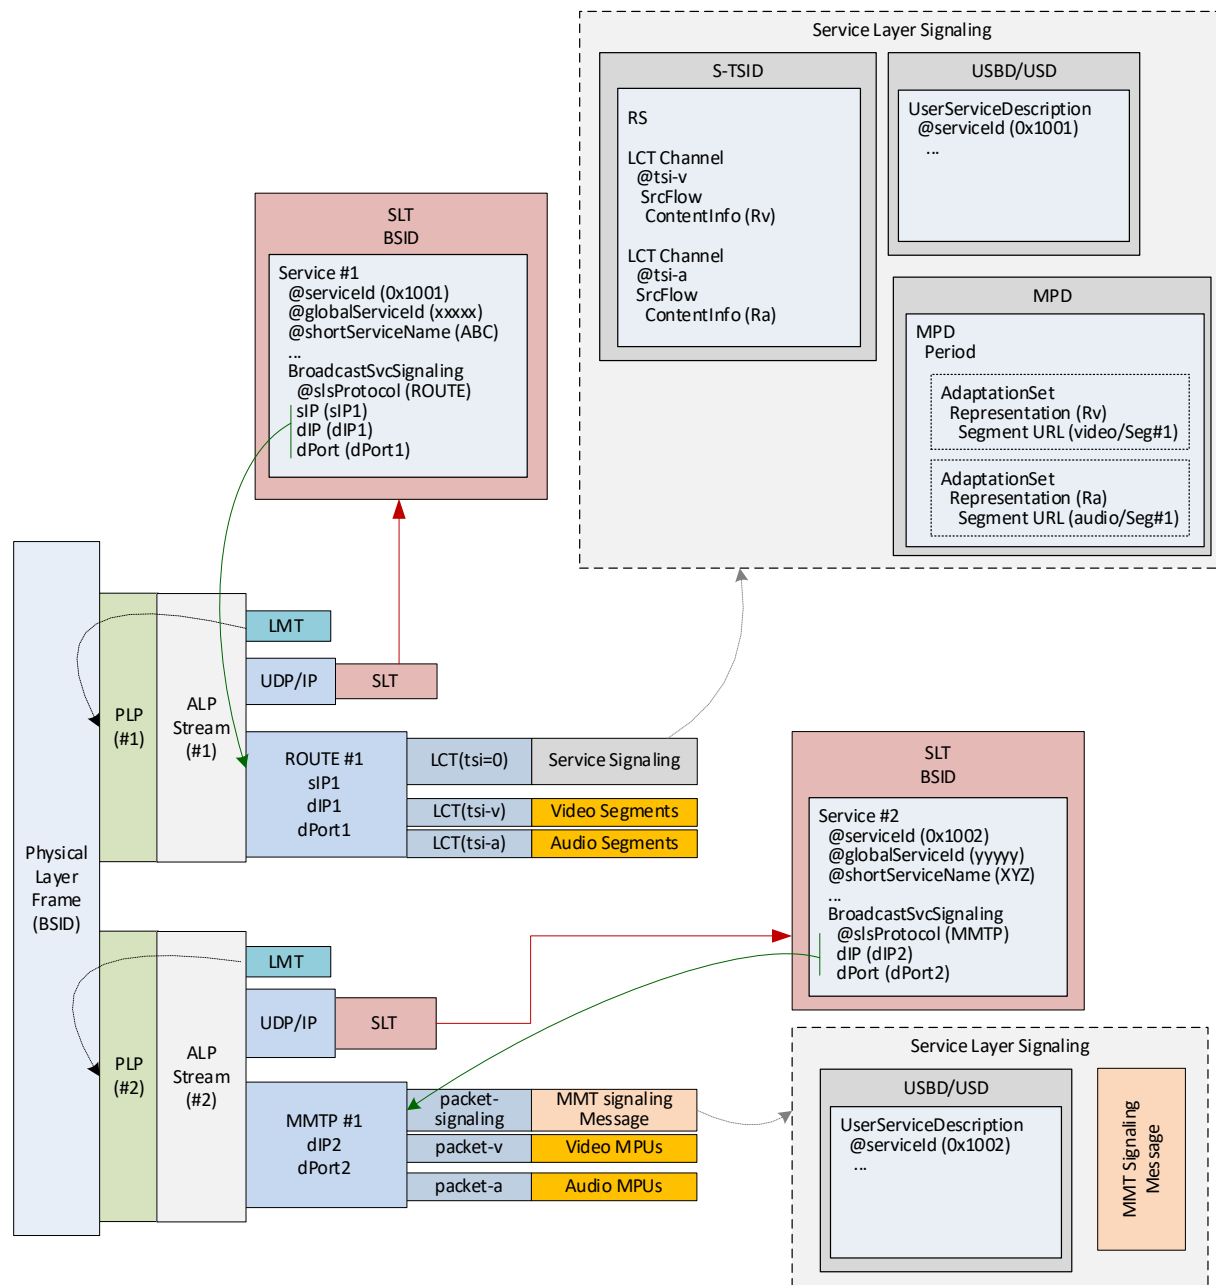 Service Layer Signaling
S-TSID
RS
LCT Channel
@tsi-v
SrcFlow
ContentInfo (Rv)
LCT Channel
@tsi-a
SrcFlow
ContentInfo (Ra)
USBD/USD
UserServiceDescription
@serviceId (0x1001)
...
MPD
MPD
Period
AdaptationSet
Representation (Rv)
Segment URL (video/Seg#1)
AdaptationSet
Representation (Ra)
Segment URL (audio/Seg#1)
SLT
BSID
Service #1
@serviceId (0x1001)
@globalServiceId (xxxxx)
@shortServiceName (ABC)
...
BroadcastSvcSignaling
@slsProtocol (ROUTE)
sIP (sIP1)
dIP (dIP1)
dPort (dPort1)
Physical
Layer
Frame
(BSID)
PLP
(#1)
ALP
Stream
(#1)
LMT
UDP/IP
SLT
ROUTE #1
sIP1
dIP1
dPort1
LCT(tsi=0)
Service Signaling
LCT(tsi-v)
Video Segments
LCT(tsi-a)
Audio Segments
SLT
BSID
Service #2
@serviceId (0x1002)
@globalServiceId (yyyyy)
@shortServiceName (XYZ)
...
BroadcastSvcSignaling
@slsProtocol (MMTP)
dIP (dIP2)
dPort (dPort2)
PLP
(#2)
ALP
Stream
(#2)
LMT
UDP/IP
SLT
MMTP #1
dIP2
dPort2
packet-
signaling
MMT signaling
Message
packet-v
Video MPUs
packet-a
Audio MPUs
Service Layer Signaling
USBD/USD
UserServiceDescription
@serviceId (0x1002)
...
MMT Signaling
Message